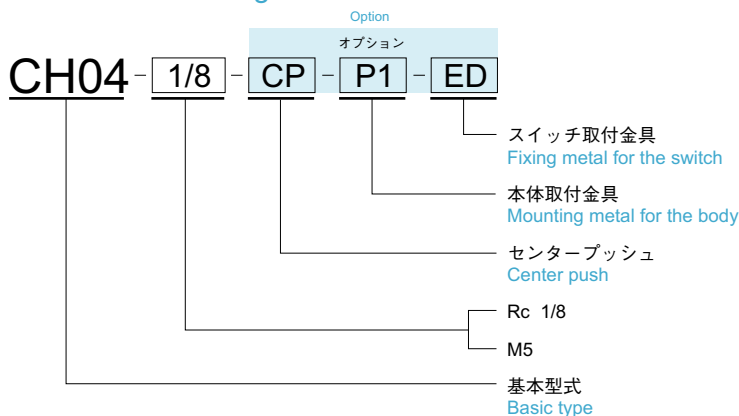 Option
オプション
CH04 - 1/8 - CP - P1 - ED
スイッチ取付金具
Fixing metal for the switch
本体取付金具
Mounting metal for the body
センタープッシュ
Center push
Rc 1/8
M5
基本型式
Basic type